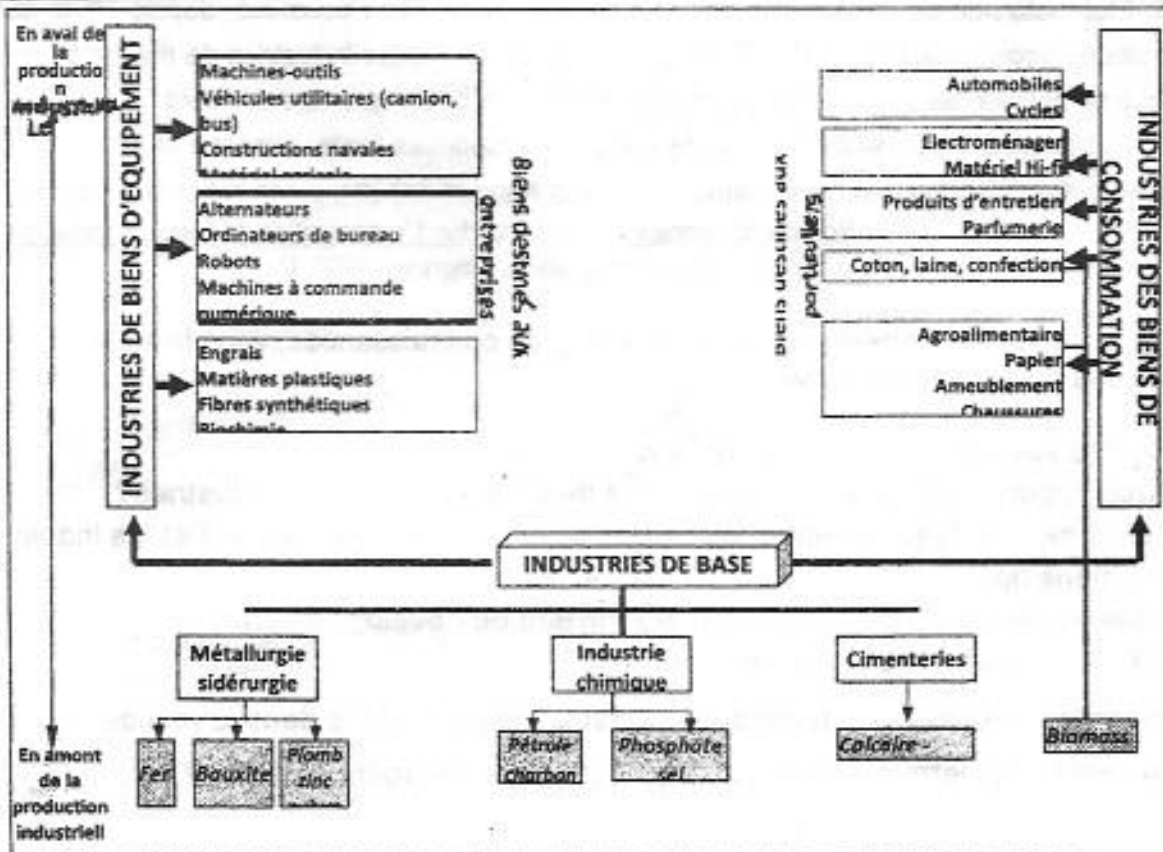 En aval de
la
productio
n
INDUSTRIES DE BIENS D'EQUIPEMENT
Machines-outils
Véhicules utilitaires (camion,
bus)
Constructions navales
Matériel agricole
Alternateurs
Ordinateurs de bureau
Robots
Machines à commande
numérique
Engrais
Matières plastiques
Fibres synthétiques
Biochimie
Biens destinés aux
entreprises
Automobiles
Cycles
Electroménager
Matériel Hi-fi
Produits d'entretien
Parfumerie
Coton, laine, confection
Agroalimentaire
Papier
Ameublement
Chaussures
INDUSTRIES DES BIENS DE
CONSOMMATION
INDUSTRIES DE BASE
Métallurgie
sidérurgie
Industrie
chimique
Cimenteries
Fer
Bauxite
Plomb
zinc
Pétrole
charbon
Phosphate
sel
Calcaire -
Biomass
En amont
de la
production
industriell